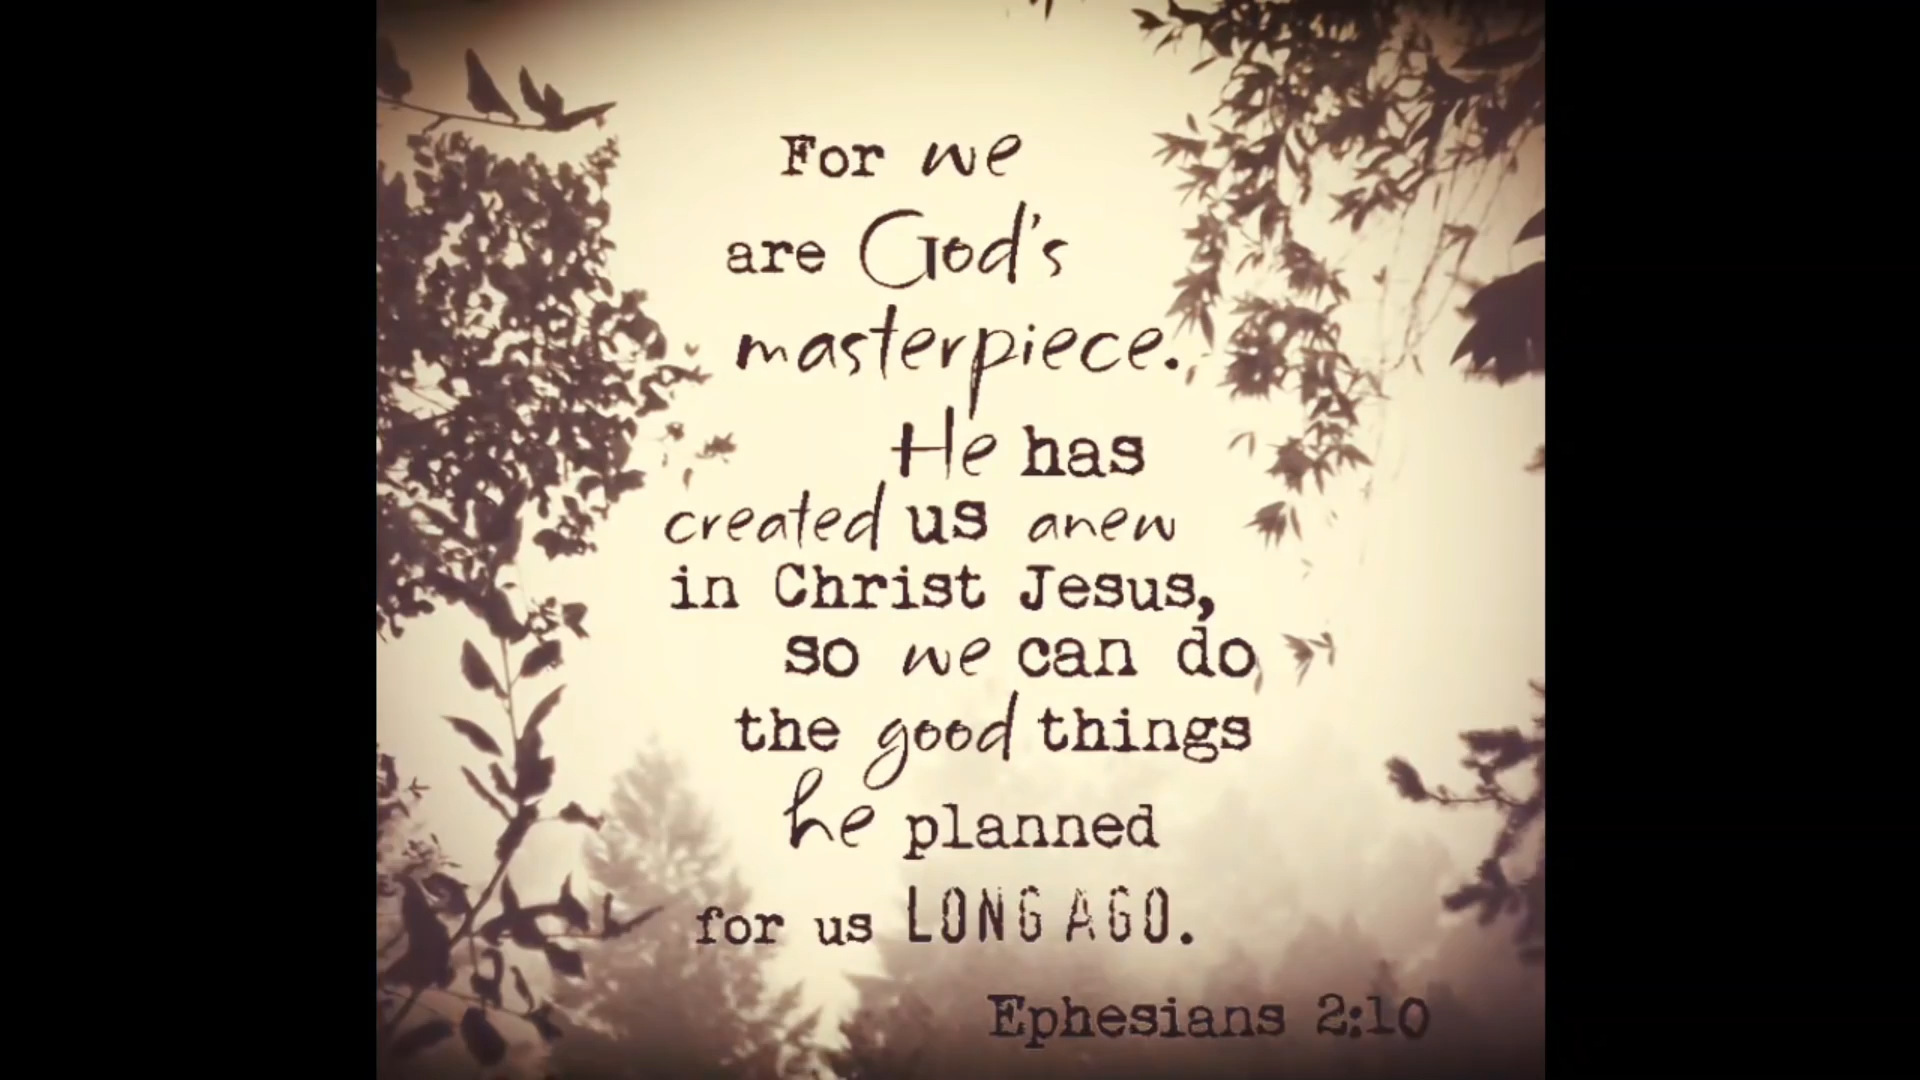 For we
are God's
masterpiece.
He has
created us anew
in Christ Jesus,
so we can do
the good things
he planned
for us LONG AGO.
Ephesians 2:10